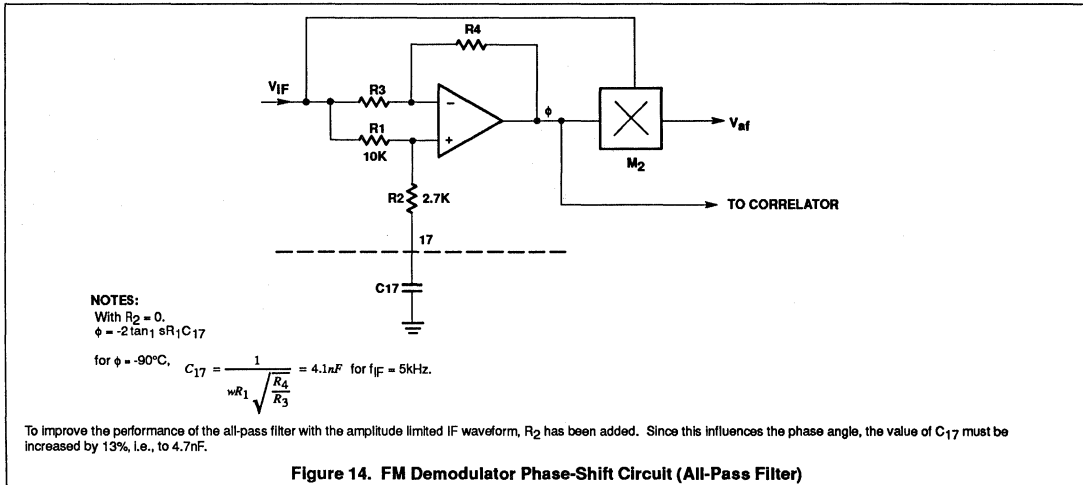 R4
V_IF
R3
−
φ
R1
+
V_af
10K
M2
R2 2.7K
TO CORRELATOR
17
C17
NOTES:
With R2 = 0.
φ = -2 tan1 sR1C17
for φ = -90°C, C17 = 1 / (wR1 √(R4/R3)) = 4.1nF for fIF = 5kHz.
To improve the performance of the all-pass filter with the amplitude limited IF waveform, R2 has been added. Since this influences the phase angle, the value of C17 must be
increased by 13%, i.e., to 4.7nF.
Figure 14. FM Demodulator Phase-Shift Circuit (All-Pass Filter)